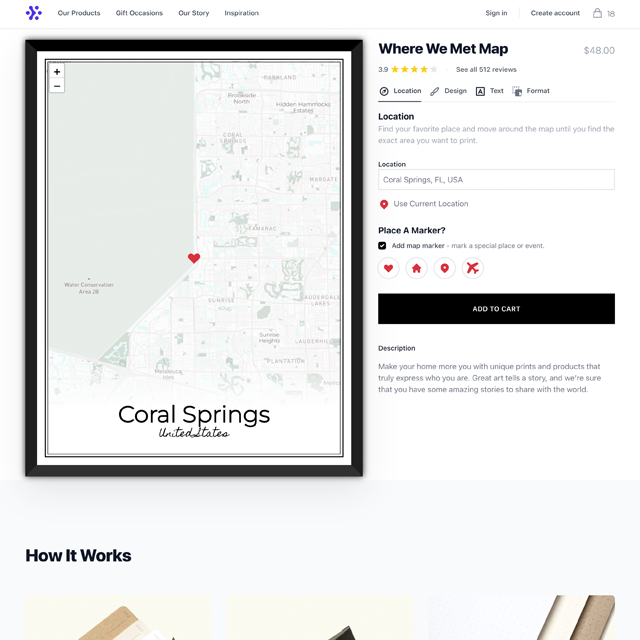 Our Products
Gift Occasions
Our Story
Inspiration
Sign in
Create account
18
+
−
PARKLAND
Brookside
North
Hidden Hammocks
Estates
CORAL
SPRINGS
MARGATE
TAMARAC
Water Conservation
Area 2B
SUNRISE
LAUDERDALE
LAKES
Sunrise
Heights
LAUDERHILL
PLANTATION
Coral Springs
United States
Where We Met Map
$48.00
3.9
See all 512 reviews
Location
Design
Text
Format
Location
Find your favorite place and move around the map until you find the
exact area you want to print.
Location
Coral Springs, FL, USA
Use Current Location
Place A Marker?
Add map marker - mark a special place or event.
ADD TO CART
Description
Make your home more you with unique prints and products that
truly express who you are. Great art tells a story, and we're sure
that you have some amazing stories to share with the world.
How It Works